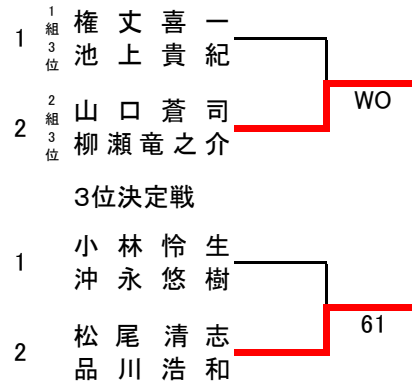 1 1組3位 権丈喜一
池上貴紀
WO
2 2組3位 山口蒼司
柳瀬竜之介
3位決定戦
1 小林怜生
沖永悠樹
61
2 松尾清志
品川浩和